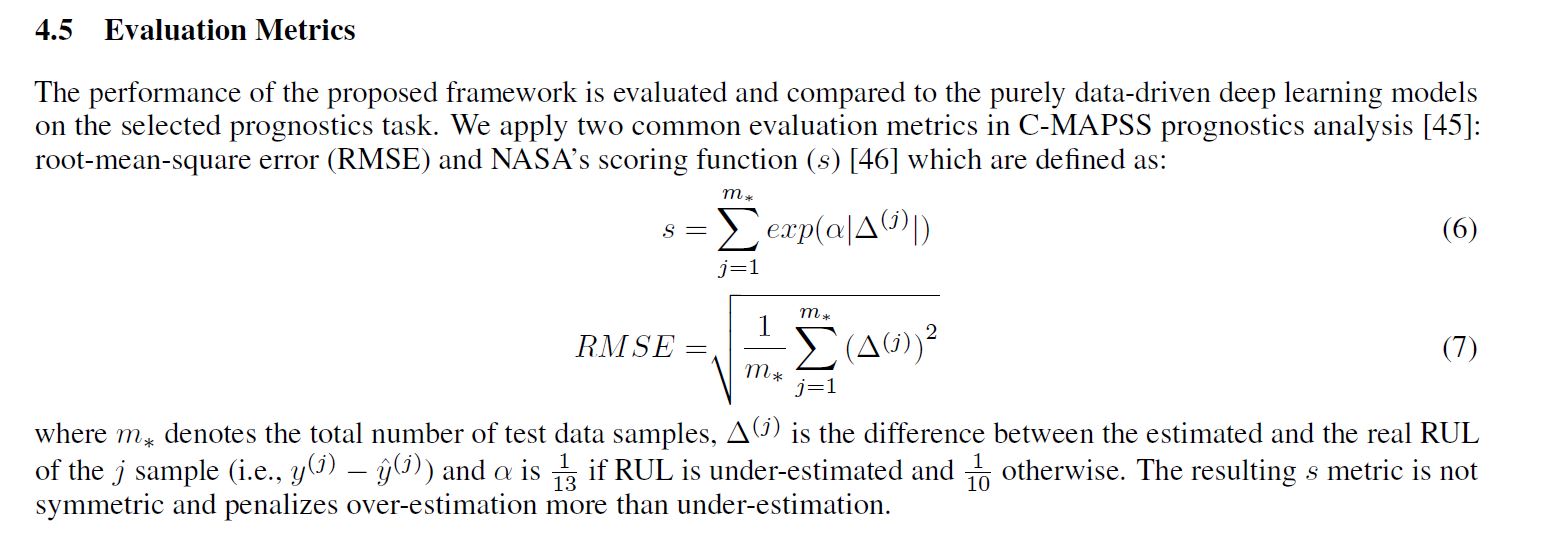 4.5 Evaluation Metrics
The performance of the proposed framework is evaluated and compared to the purely data-driven deep learning models
on the selected prognostics task. We apply two common evaluation metrics in C-MAPSS prognostics analysis [45]:
root-mean-square error (RMSE) and NASA's scoring function (s) [46] which are defined as:
s = \sum_{j=1}^{m_*} exp(\alpha|\Delta^{(j)}|) (6)
RMSE = \sqrt{\frac{1}{m_*} \sum_{j=1}^{m_*} (\Delta^{(j)})^2} (7)
where m_* denotes the total number of test data samples, \Delta^{(j)} is the difference between the estimated and the real RUL
of the j sample (i.e., y^{(j)} − \hat{y}^{(j)}) and \alpha is \frac{1}{13} if RUL is under-estimated and \frac{1}{10} otherwise. The resulting s metric is not
symmetric and penalizes over-estimation more than under-estimation.